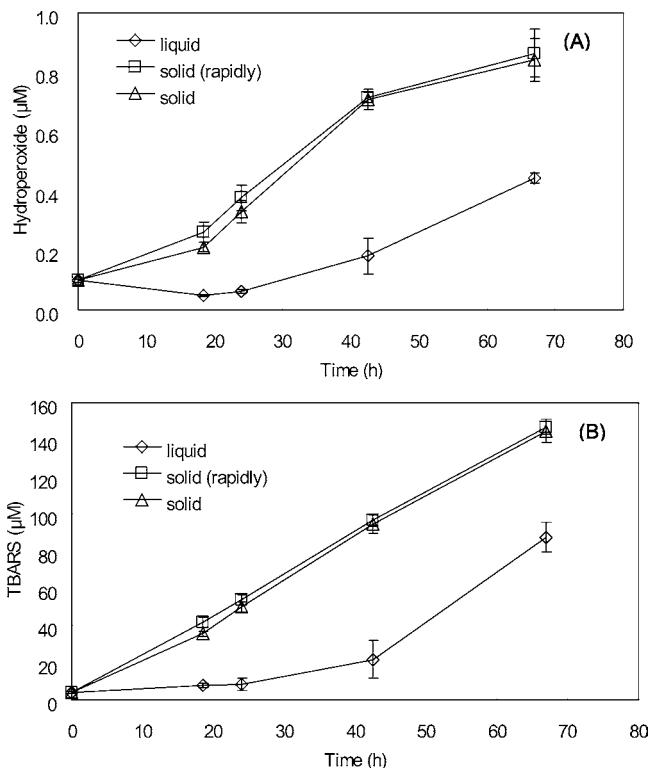 1.0
0.8
0.6
0.4
0.2
0.0
Hydroperoxide (µM)
liquid
solid (rapidly)
solid
(A)
0 10 20 30 40 50 60 70 80
Time (h)
160
140
120
100
80
60
40
20
0
TBARS (µM)
liquid
solid (rapidly)
solid
(B)
0 10 20 30 40 50 60 70 80
Time (h)